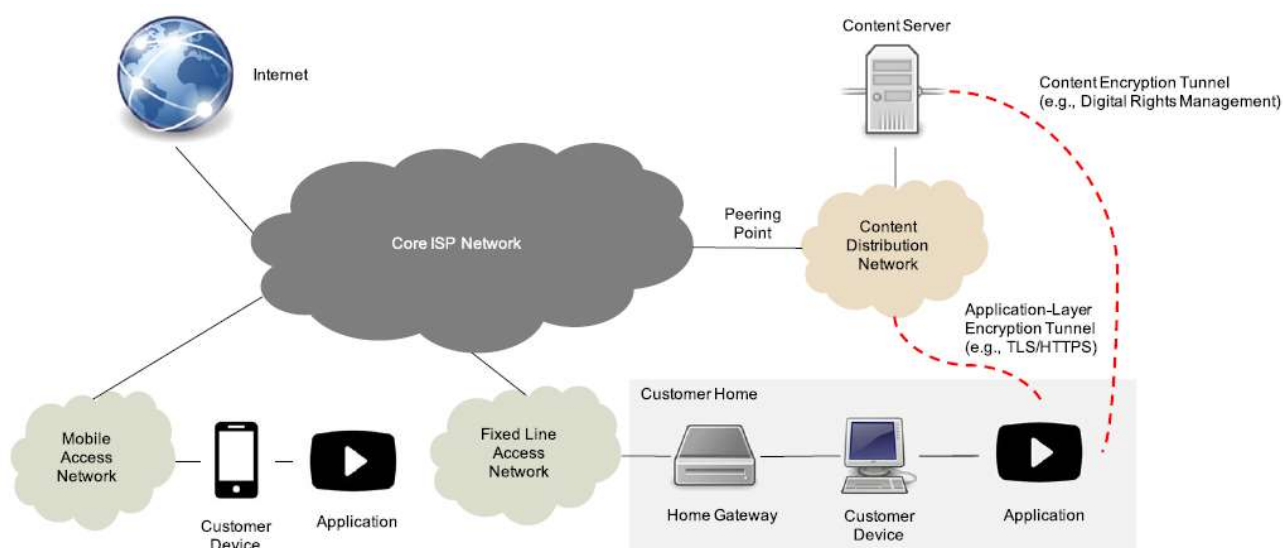 Content Server
Internet
Content Encryption Tunnel
(e.g., Digital Rights Management)
Core ISP Network
Peering
Point
Content
Distribution
Network
Application-Layer
Encryption Tunnel
(e.g., TLS/HTTPS)
Customer Home
Mobile
Access
Network
Fixed Line
Access
Network
Customer
Device
Application
Home Gateway
Customer
Device
Application